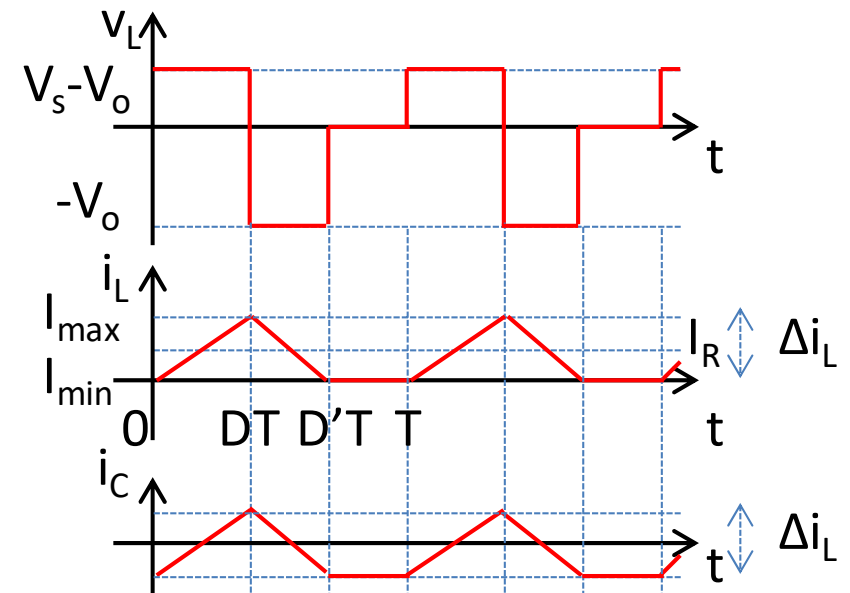 vL
Vs-Vo
t
-Vo
iL
Imax
IR
ΔiL
Imin
0 DT D’T T t
iC
ΔiL
t